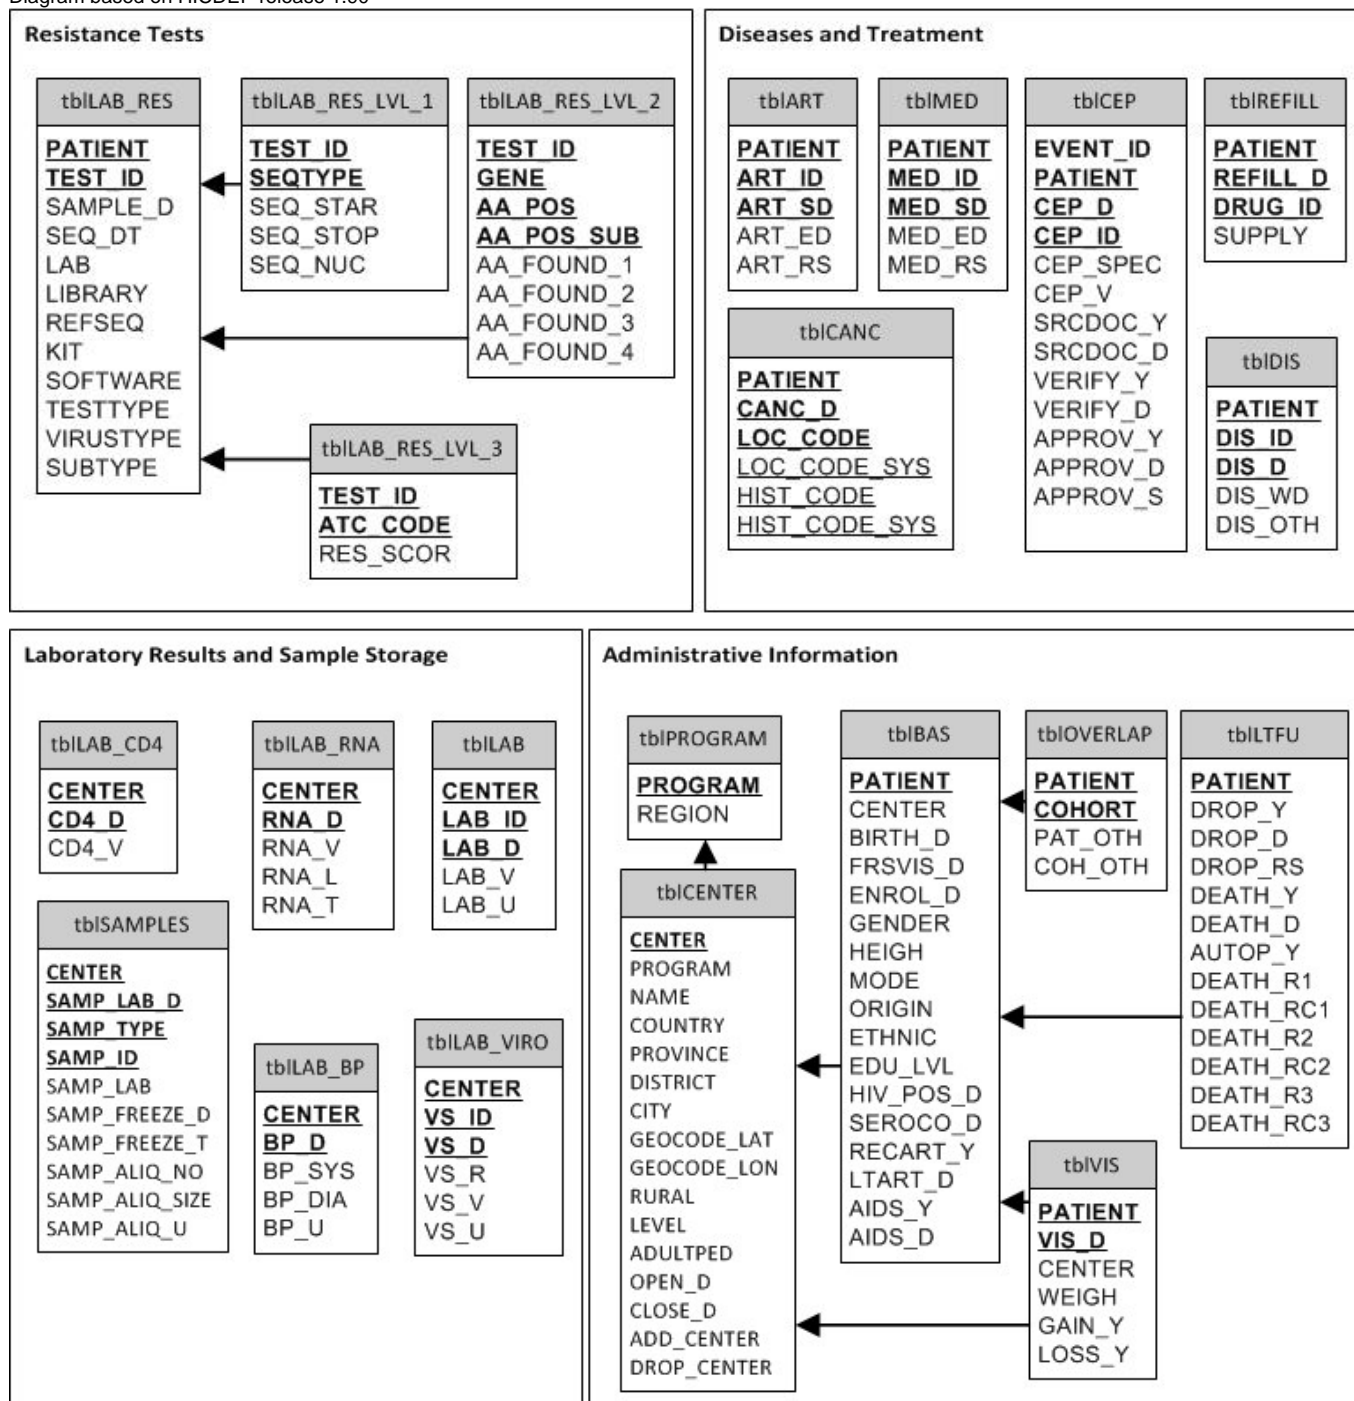 Resistance Tests
tblLAB_RES
PATIENT
TEST_ID
SAMPLE_D
SEQ_DT
LAB
LIBRARY
REFSEQ
KIT
SOFTWARE
TESTTYPE
VIRUSTYPE
SUBTYPE
tblLAB_RES_LVL_1
TEST_ID
SEQTYPE
SEQ_STAR
SEQ_STOP
SEQ_NUC
tblLAB_RES_LVL_2
TEST_ID
GENE
AA_POS
AA_POS_SUB
AA_FOUND_1
AA_FOUND_2
AA_FOUND_3
AA_FOUND_4
tblLAB_RES_LVL_3
TEST_ID
ATC_CODE
RES_SCOR
Diseases and Treatment
tblART
PATIENT
ART_ID
ART_SD
ART_ED
ART_RS
tblMED
PATIENT
MED_ID
MED_SD
MED_ED
MED_RS
tblCEP
EVENT_ID
PATIENT
CEP_D
CEP_ID
CEP_SPEC
CEP_V
SRCDOC_Y
SRCDOC_D
VERIFY_Y
VERIFY_D
APPROV_Y
APPROV_D
APPROV_S
tblREFILL
PATIENT
REFILL_D
DRUG_ID
SUPPLY
tblCANC
PATIENT
CANC_D
LOC_CODE
LOC_CODE_SYS
HIST_CODE
HIST_CODE_SYS
tblDIS
PATIENT
DIS_ID
DIS_D
DIS_WD
DIS_OTH
Laboratory Results and Sample Storage
tblLAB_CD4
CENTER
CD4_D
CD4_V
tblLAB_RNA
CENTER
RNA_D
RNA_V
RNA_L
RNA_T
tblLAB
CENTER
LAB_ID
LAB_D
LAB_V
LAB_U
tblSAMPLES
CENTER
SAMP_LAB_D
SAMP_TYPE
SAMP_ID
SAMP_LAB
SAMP_FREEZE_D
SAMP_FREEZE_T
SAMP_ALIQ_NO
SAMP_ALIQ_SIZE
SAMP_ALIQ_U
tblLAB_BP
CENTER
BP_D
BP_SYS
BP_DIA
BP_U
tblLAB_VIRO
CENTER
VS_ID
VS_D
VS_R
VS_V
VS_U
Administrative Information
tblPROGRAM
PROGRAM
REGION
tblCENTER
CENTER
PROGRAM
NAME
COUNTRY
PROVINCE
DISTRICT
CITY
GEOCODE_LAT
GEOCODE_LON
RURAL
LEVEL
ADULTPED
OPEN_D
CLOSE_D
ADD_CENTER
DROP_CENTER
tblBAS
PATIENT
CENTER
BIRTH_D
FRSVIS_D
ENROL_D
GENDER
HEIGH
MODE
ORIGIN
ETHNIC
EDU_LVL
HIV_POS_D
SEROCO_D
RECART_Y
LTART_D
AIDS_Y
AIDS_D
tblOVERLAP
PATIENT
COHORT
PAT_OTH
COH_OTH
tblLTFU
PATIENT
DROP_Y
DROP_D
DROP_RS
DEATH_Y
DEATH_D
AUTOP_Y
DEATH_R1
DEATH_RC1
DEATH_R2
DEATH_RC2
DEATH_R3
DEATH_RC3
tblVIS
PATIENT
VIS_D
CENTER
WEIGH
GAIN_Y
LOSS_Y